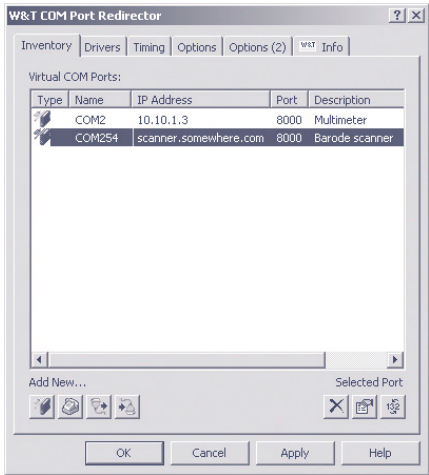 W&T COM Port Redirector
Inventory Drivers Timing Options Options (2) W&T Info
Virtual COM Ports:
Type Name IP Address Port Description
COM2 10.10.1.3 8000 Multimeter
COM254 scanner.somewhere.com 8000 Barode scanner
Add New... Selected Port
OK Cancel Apply Help